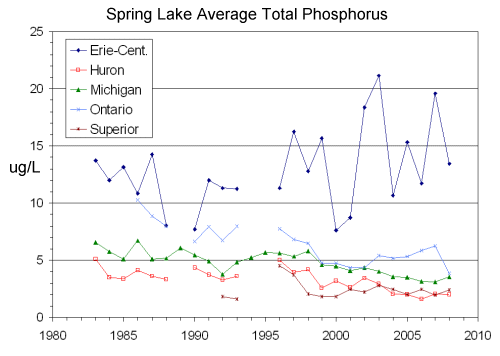 Spring Lake Average Total Phosphorus
25
20
15
10
5
0
ug/L
Erie-Cent.
Huron
Michigan
Ontario
Superior
1980 1985 1990 1995 2000 2005 2010